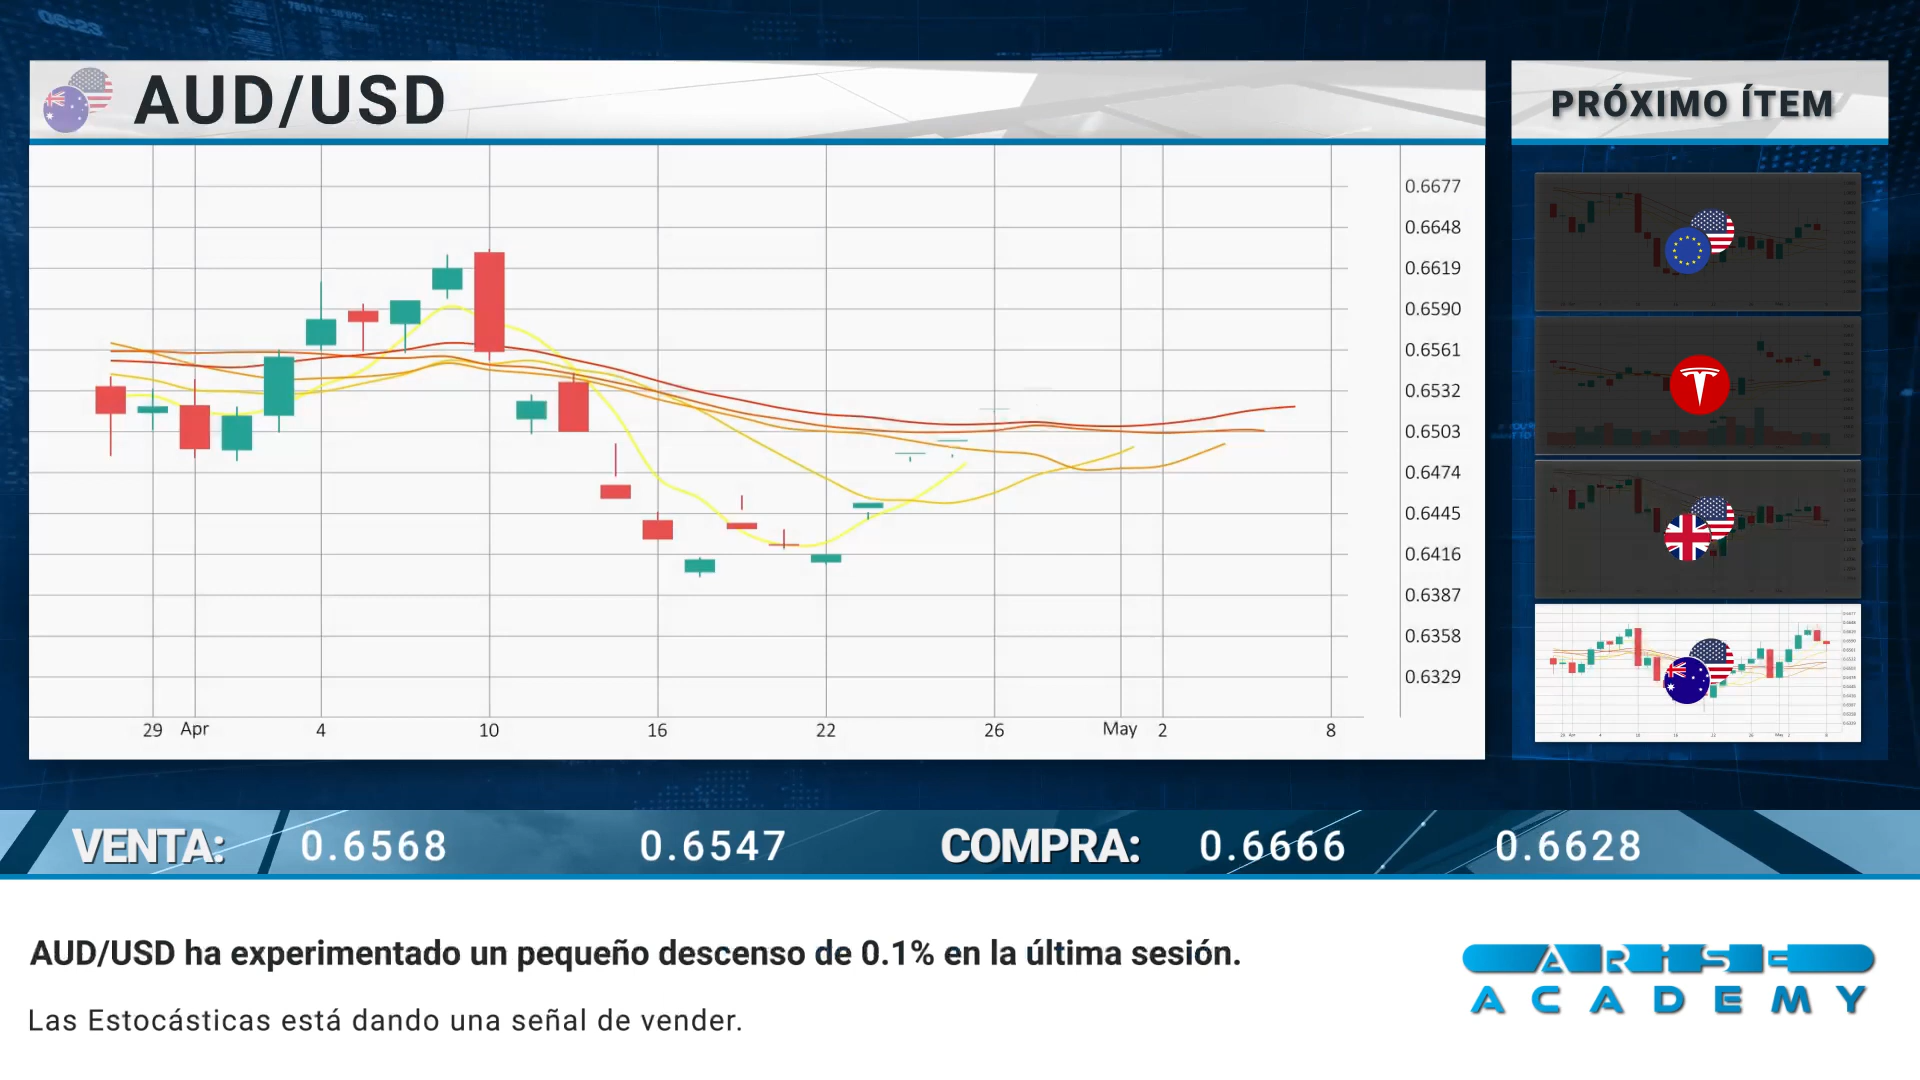 AUD/USD
PRÓXIMO ÍTEM
0.6677
0.6648
0.6619
0.6590
0.6561
0.6532
0.6503
0.6474
0.6445
0.6416
0.6387
0.6358
0.6329
29 Apr 4 10 16 22 26 May 2 8
VENTA: 0.6568 0.6547 COMPRA: 0.6666 0.6628
AUD/USD ha experimentado un pequeño descenso de 0.1% en la última sesión.
Las Estocásticas está dando una señal de vender.
ARISE
ACADEMY